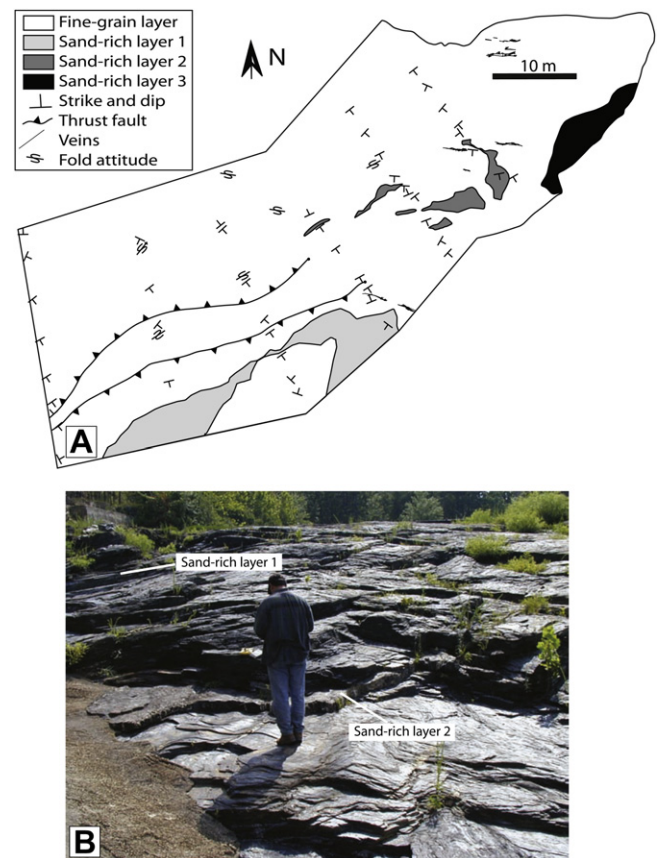 Fine-grain layer
Sand-rich layer 1
Sand-rich layer 2
Sand-rich layer 3
Strike and dip
Thrust fault
Veins
Fold attitude
N
10 m
A
Sand-rich layer 1
Sand-rich layer 2
B